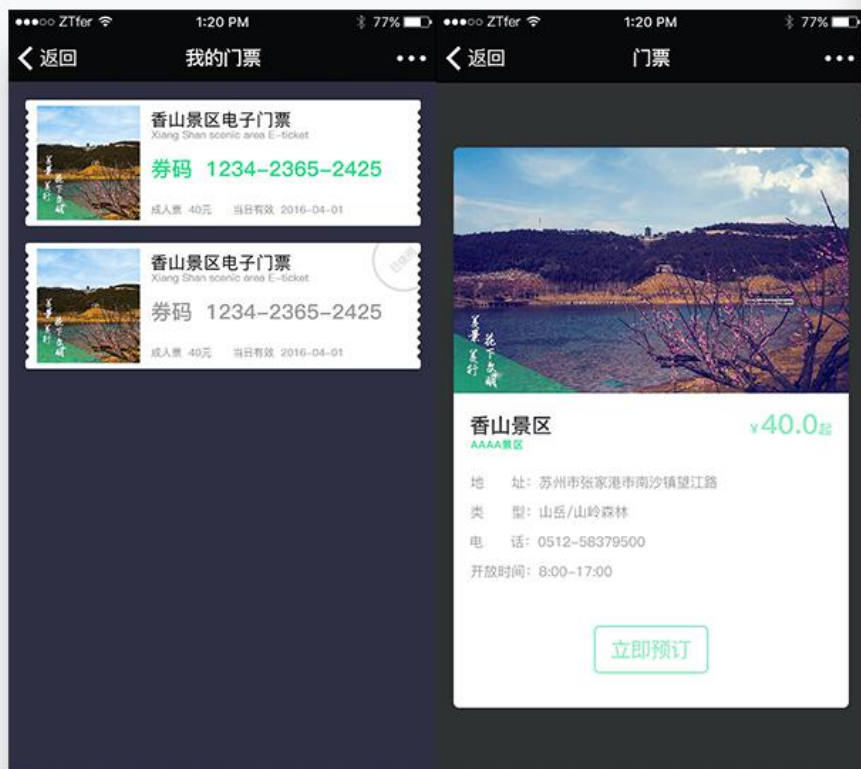 ZTfer 1:20 PM 77%
返回 我的门票
香山景区电子门票
Xiang Shan scenic area E-ticket
券码 1234-2365-2425
成人票 40元 当日有效 2016-04-01
香山景区电子门票
Xiang Shan scenic area E-ticket
券码 1234-2365-2425
成人票 40元 当日有效 2016-04-01
ZTfer 1:20 PM 77%
返回 门票
香山景区
¥40.0起
AAAA景区
地 址：苏州市张家港市南沙镇望江路
类 型：山岳/山岭森林
电 话：0512-58379500
开放时间：8:00-17:00
立即预订